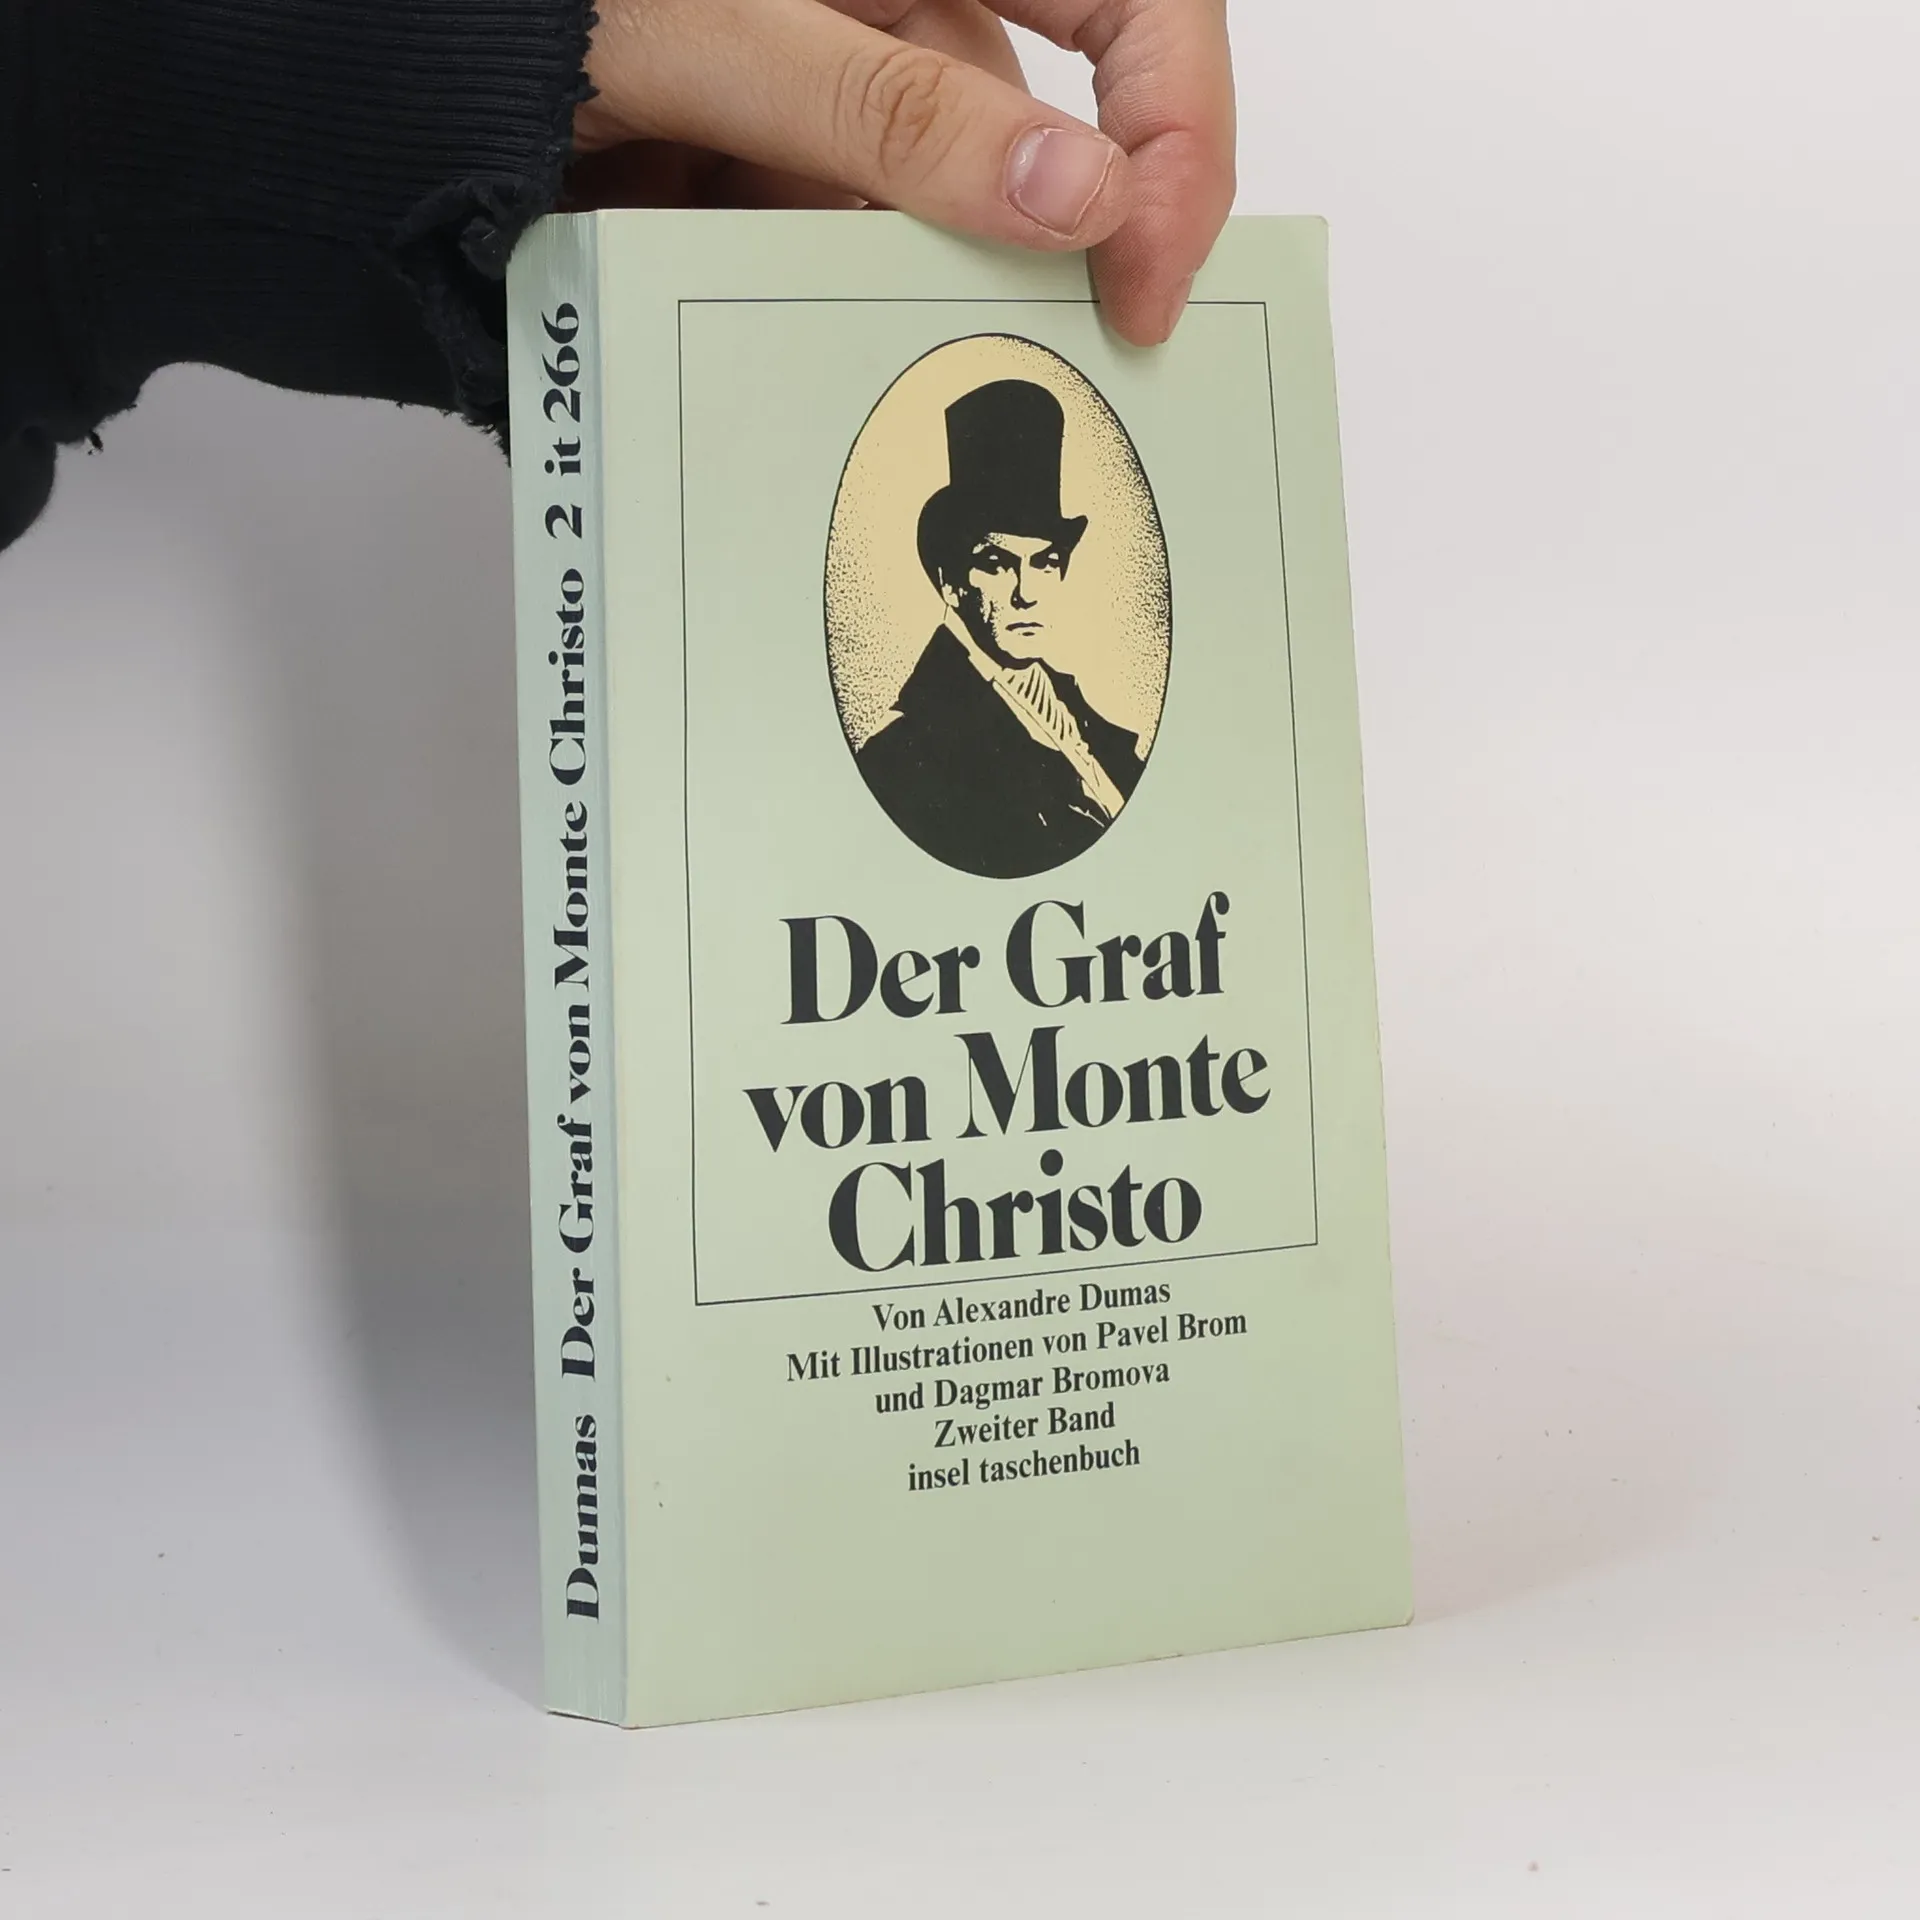 Dumas Der Graf von Monte Christo 2 it 266
Der Graf
von Monte
Christo
Von Alexandre Dumas
Mit Illustrationen von Pavel Brom
und Dagmar Bromova
Zweiter Band
insel taschenbuch